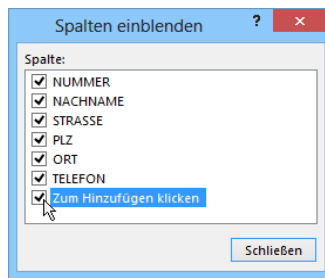 Spalten einblenden ? ×
Spalte:
NUMMER
NACHNAME
STRASSE
PLZ
ORT
TELEFON
Zum Hinzufügen klicken
Schließen